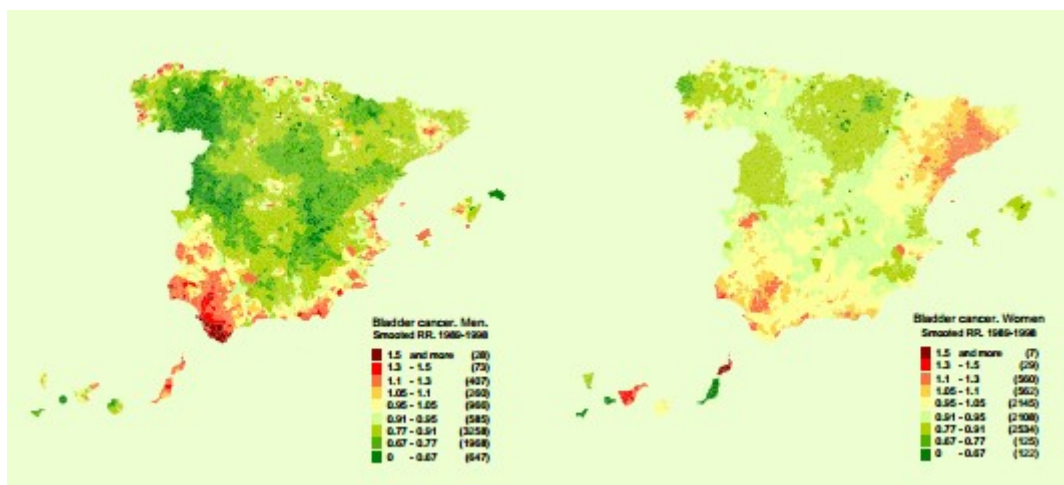 Bladder cancer. Men.
Smooted RR. 1989-1998
1.5 and more (28)
1.3 - 1.5 (73)
1.1 - 1.3 (407)
1.05 - 1.1 (260)
0.95 - 1.05 (966)
0.91 - 0.95 (585)
0.77 - 0.91 (3258)
0.67 - 0.77 (1968)
0 - 0.67 (647)
Bladder cancer. Women
Smooted RR. 1989-1998
1.5 and more (7)
1.3 - 1.5 (29)
1.1 - 1.3 (560)
1.05 - 1.1 (562)
0.95 - 1.05 (2145)
0.91 - 0.95 (2108)
0.77 - 0.91 (2534)
0.67 - 0.77 (125)
0 - 0.67 (122)